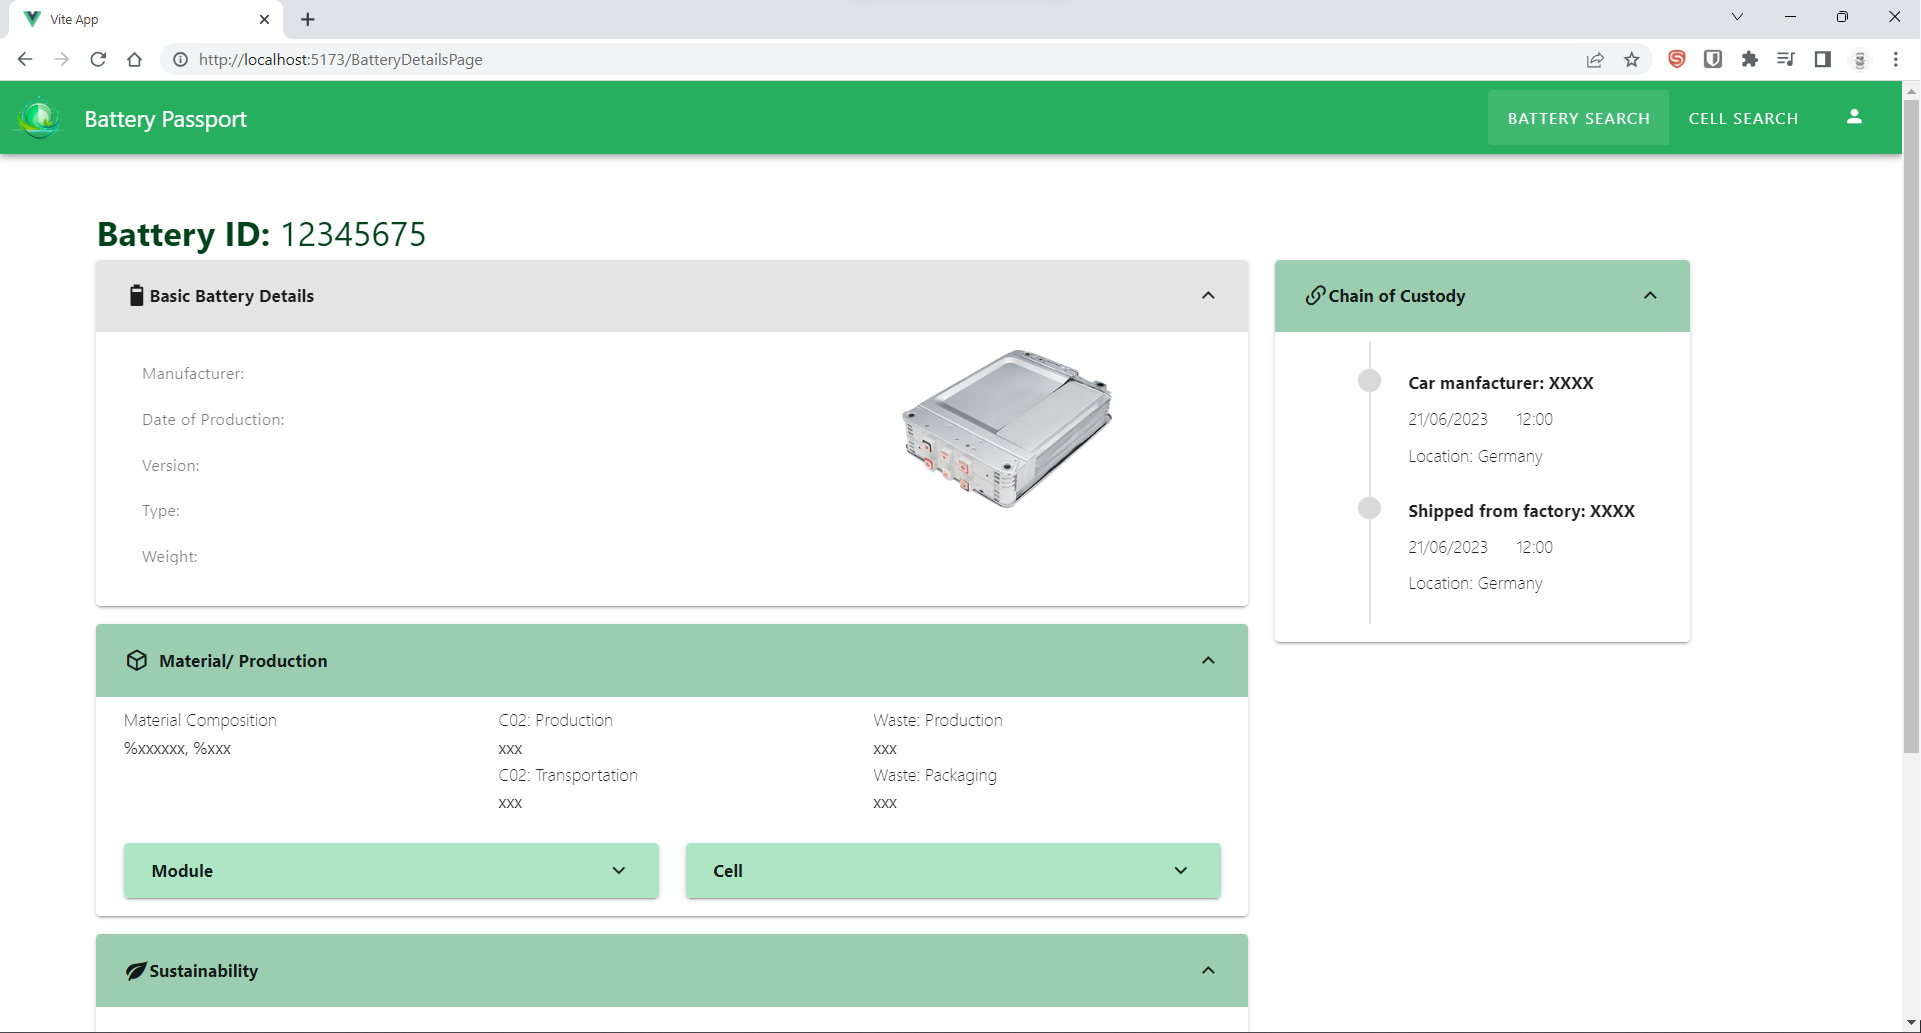 Vite App
http://localhost:5173/BatteryDetailsPage
Battery Passport
BATTERY SEARCH
CELL SEARCH
Battery ID: 12345675
Basic Battery Details
Manufacturer:
Date of Production:
Version:
Type:
Weight:
Chain of Custody
Car manfacturer: XXXX
21/06/2023 12:00
Location: Germany
Shipped from factory: XXXX
21/06/2023 12:00
Location: Germany
Material/ Production
Material Composition
%xxxxxx, %xxx
C02: Production
xxx
C02: Transportation
xxx
Waste: Production
xxx
Waste: Packaging
xxx
Module
Cell
Sustainability